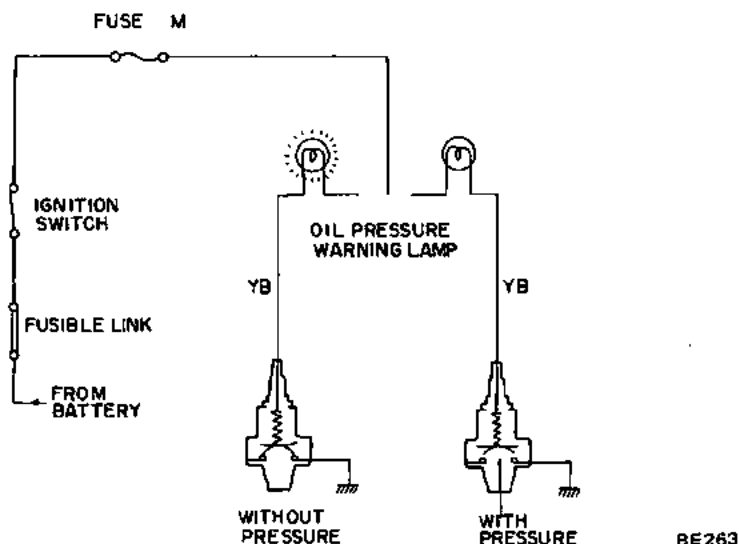 FUSE M
IGNITION
SWITCH
OIL PRESSURE
WARNING LAMP
YB
YB
FUSIBLE LINK
FROM
BATTERY
WITHOUT
PRESSURE
WITH
PRESSURE
BE263